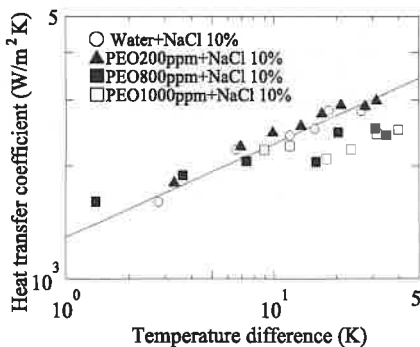 5
Heat transfer coefficient (W/m² K)
Water+NaCl 10%
PEO200ppm+NaCl 10%
PEO800ppm+NaCl 10%
PEO1000ppm+NaCl 10%
10³
10⁰
10¹
5
Temperature difference (K)